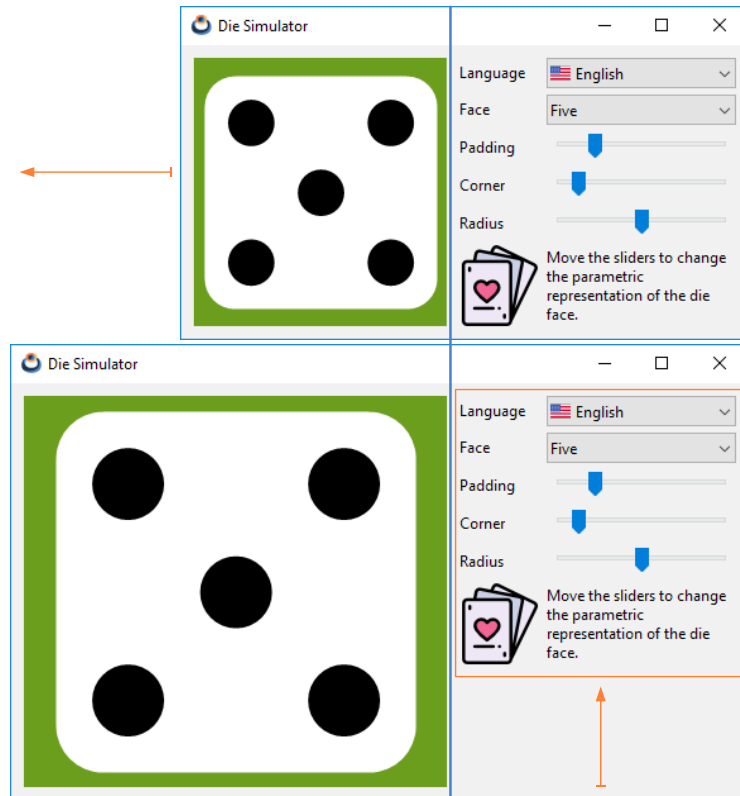 Die Simulator
Language English
Face Five
Padding
Corner
Radius
Move the sliders to change
the parametric
representation of the die
face.
Die Simulator
Language English
Face Five
Padding
Corner
Radius
Move the sliders to change
the parametric
representation of the die
face.